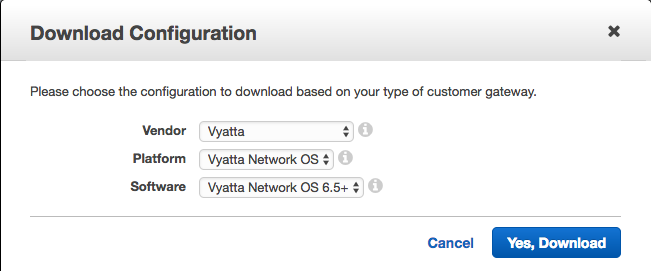 Download Configuration
Please choose the configuration to download based on your type of customer gateway.
Vendor Vyatta
Platform Vyatta Network OS
Software Vyatta Network OS 6.5+
Cancel Yes, Download